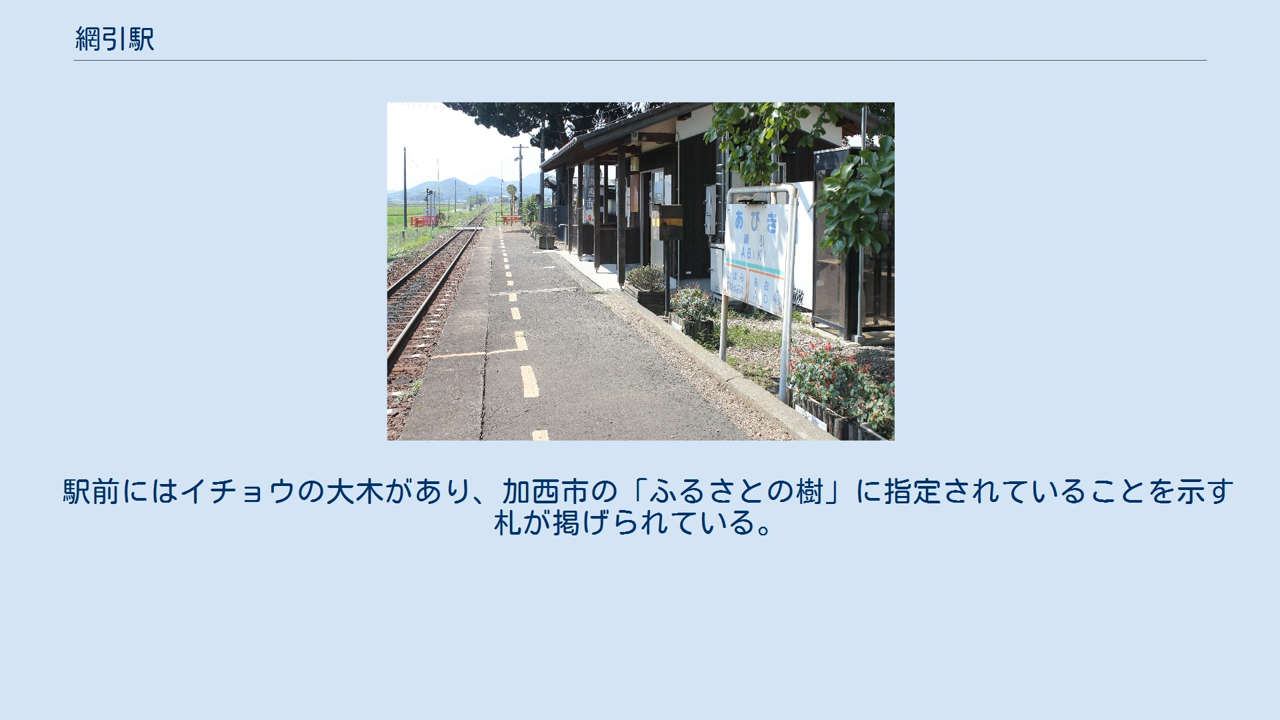 網引駅
あびき
網引
ABIKI
駅前にはイチョウの大木があり、加西市の「ふるさとの樹」に指定されていることを示す
札が掲げられている。